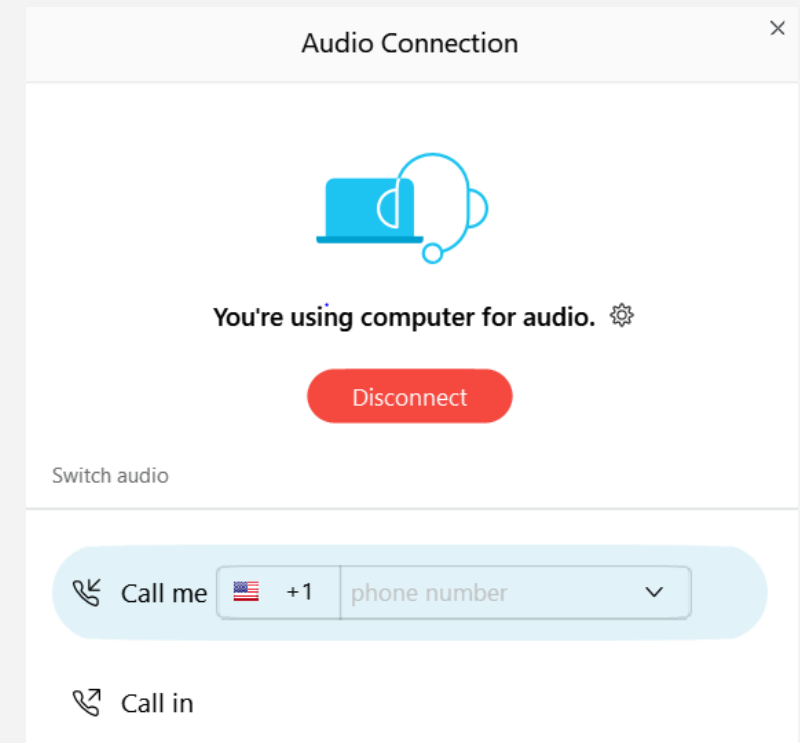 Audio Connection
You're using computer for audio.
Disconnect
Switch audio
Call me +1 phone number
Call in